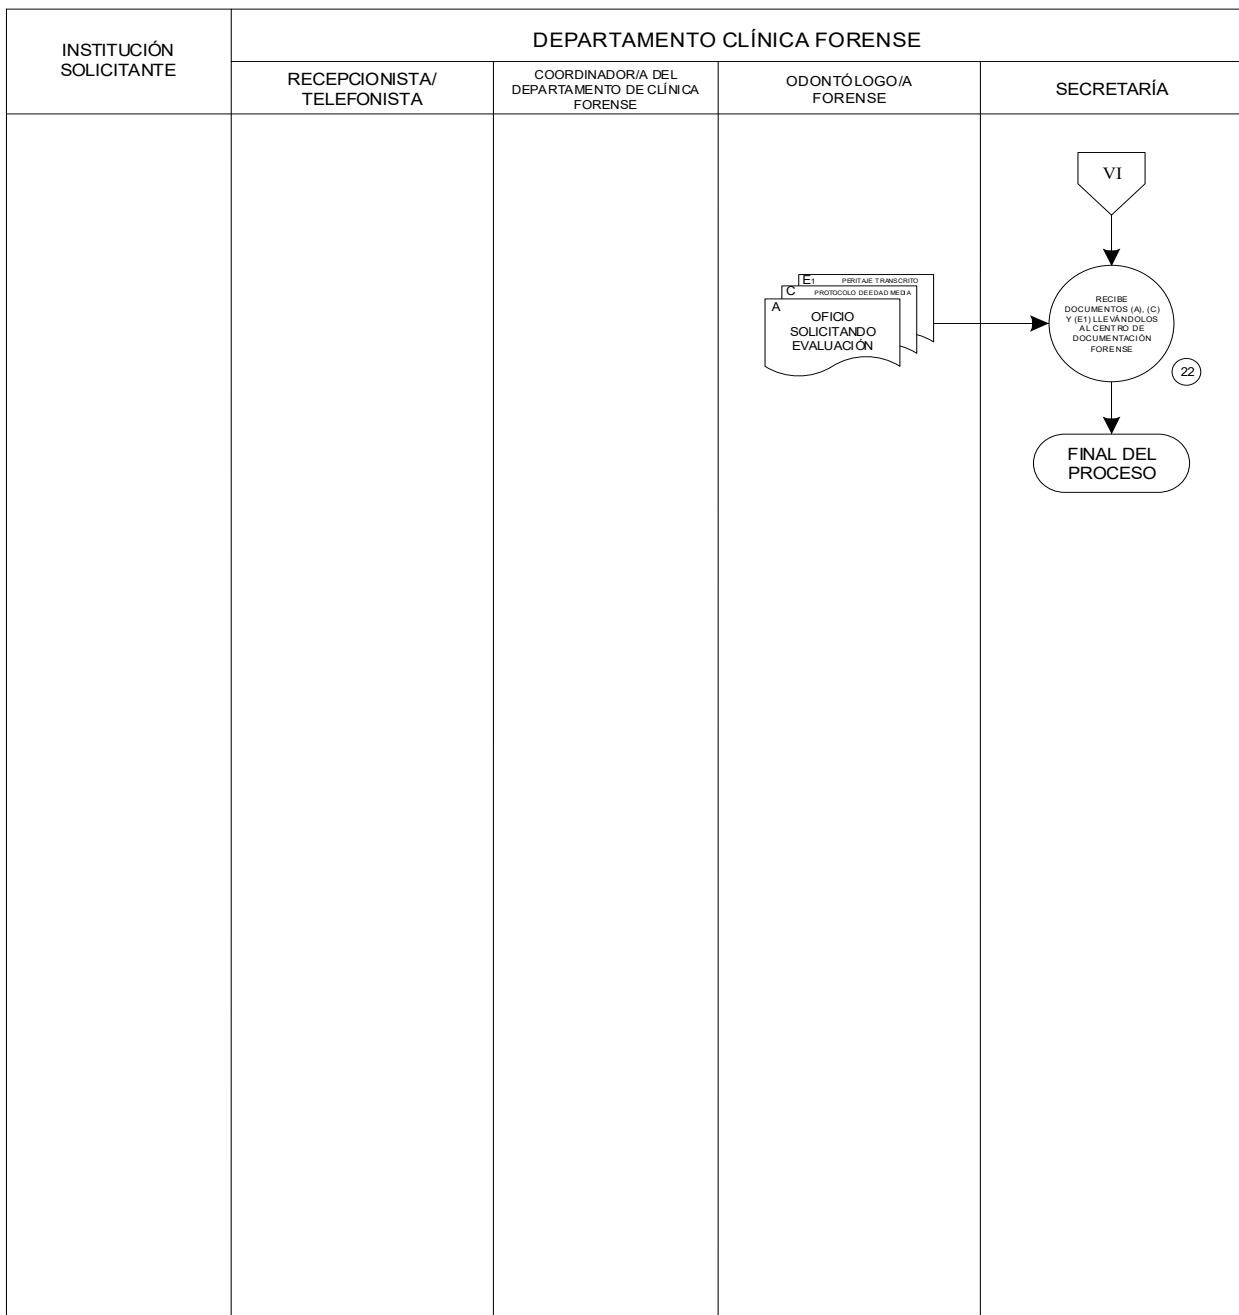 INSTITUCIÓN
SOLICITANTE
DEPARTAMENTO CLÍNICA FORENSE
RECEPCIONISTA/
TELEFONISTA
COORDINADOR/A DEL
DEPARTAMENTO DE CLÍNICA
FORENSE
ODONTÓLOGO/A
FORENSE
SECRETARÍA
VI
E1 PERITAJE TRANSCRITO
C PROTOCOLO DE EDAD MEDIA
A
OFICIO
SOLICITANDO
EVALUACIÓN
RECIBE
DOCUMENTOS (A), (C)
Y (E1) LLEVÁNDOLOS
AL CENTRO DE
DOCUMENTACIÓN
FORENSE
22
FINAL DEL
PROCESO